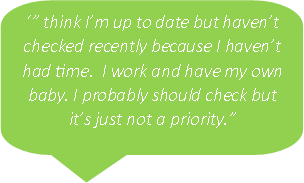 ‘” think I’m up to date but haven’t
checked recently because I haven’t
had time.  I work and have my own
baby. I probably should check but
it’s just not a priority.”